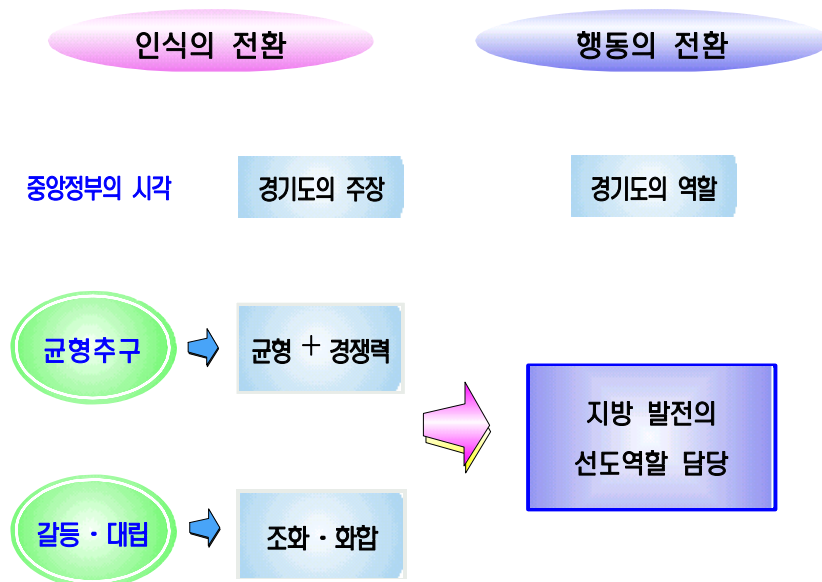 인식의 전환
행동의 전환
중앙정부의 시각
경기도의 주장
경기도의 역할
균형추구
균형 + 경쟁력
지방 발전의
선도역할 담당
갈등·대립
조화·화합